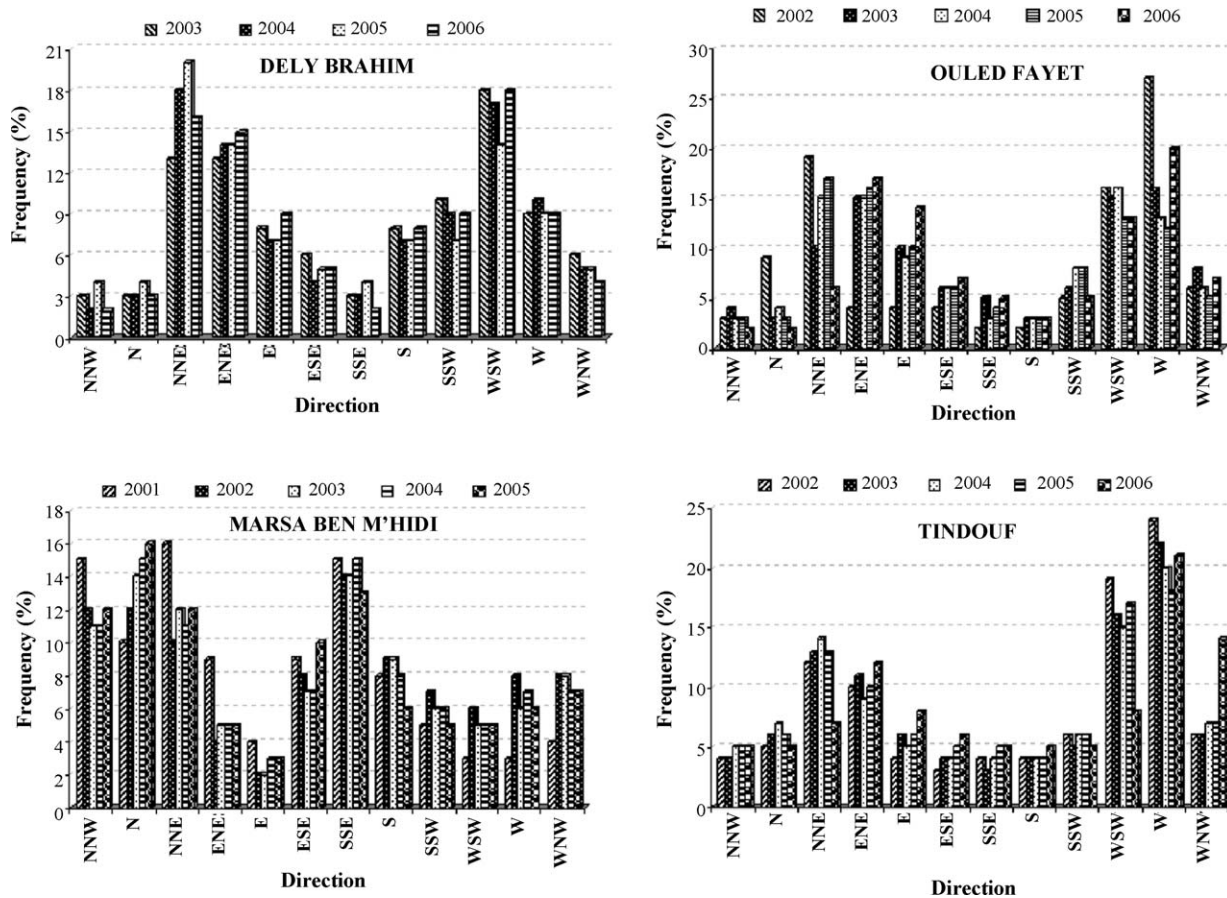 2003 2004 2005 2006
DELY BRAHIM
Frequency (%)
21
18
15
12
9
6
3
0
NNW N NNE ENE E ESE SSE S SSW WSW W WNW
Direction
2002 2003 2004 2005 2006
OULED FAYET
Frequency (%)
30
25
20
15
10
5
0
NNW N NNE ENE E ESE SSE S SSW WSW W WNW
Direction
2001 2002 2003 2004 2005
MARSA BEN M’HIDI
Frequency (%)
18
16
14
12
10
8
6
4
2
0
NNW N NNE ENE E ESE SSE S SSW WSW W WNW
Direction
2002 2003 2004 2005 2006
TINDOUF
Frequency (%)
25
20
15
10
5
0
NNW N NNE ENE E ESE SSE S SSW WSW W WNW
Direction